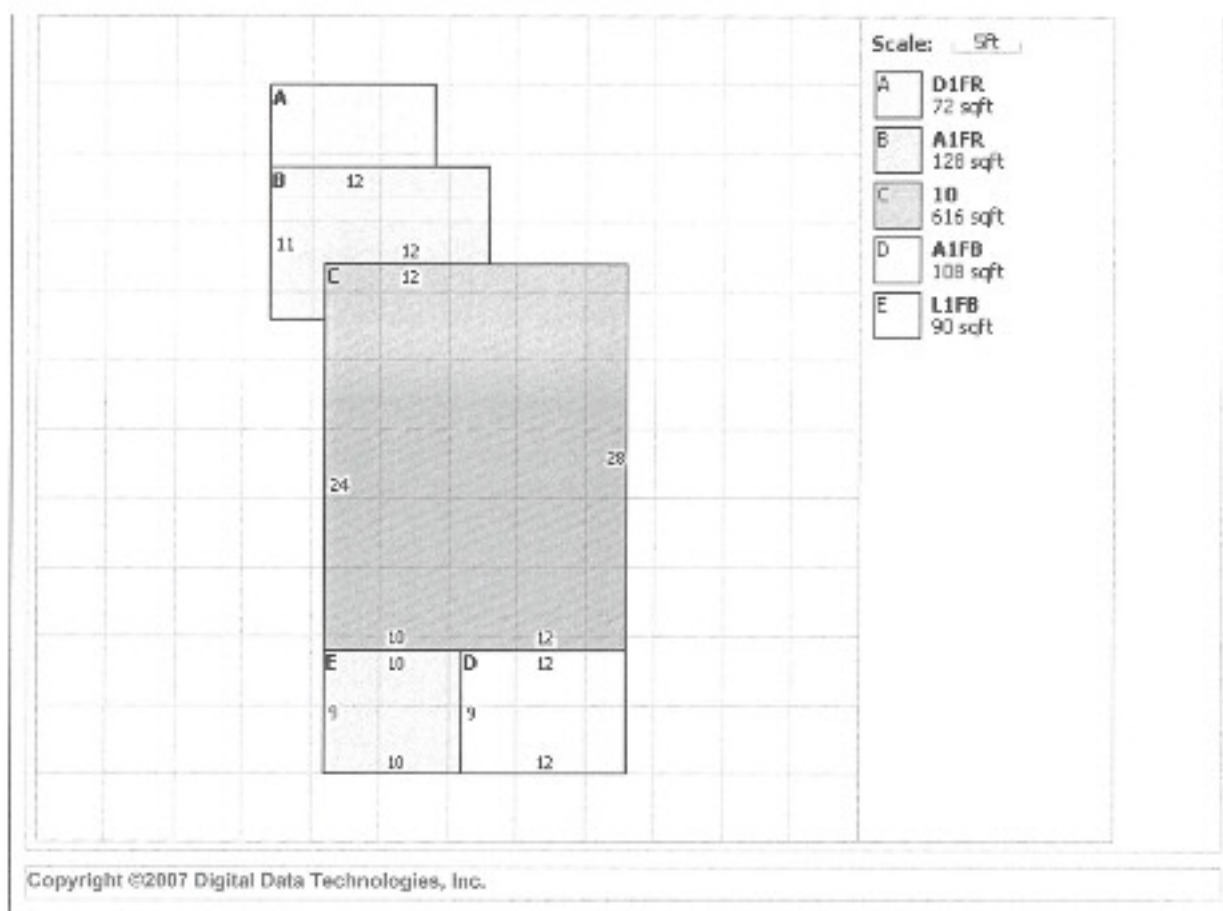 Scale: 5ft
A
D1FR
72 sqft
B
A1FR
128 sqft
C
10
616 sqft
D
A1FB
108 sqft
E
L1FB
90 sqft
A
B 12
11
12
C 12
28
24
10 12
E 10 D 12
9 9
10 12
Copyright ©2007 Digital Data Technologies, Inc.